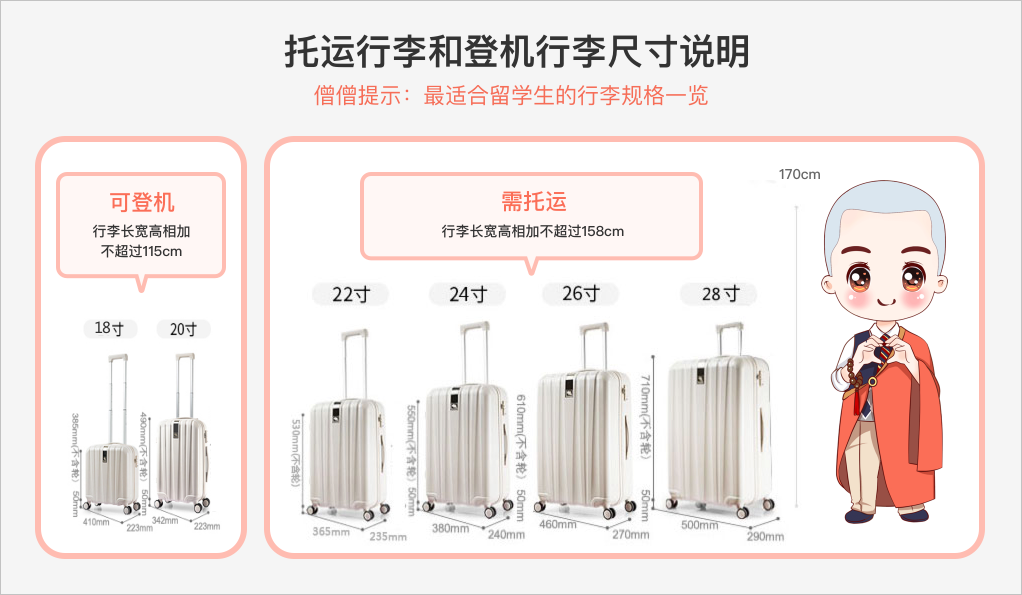 托运行李和登机行李尺寸说明
僧僧提示：最适合留学生的行李规格一览
可登机
行李长宽高相加
不超过115cm
需托运
行李长宽高相加不超过158cm
170cm
18寸
20寸
22寸
24寸
26寸
28寸
385mm(不含轮)
50mm
410mm
223mm
490mm(不含轮)
50mm
342mm
223mm
530mm(不含轮)
365mm
235mm
550mm(不含轮)
50mm
380mm
240mm
610mm(不含轮)
50mm
460mm
270mm
710mm(不含轮)
50mm
500mm
290mm